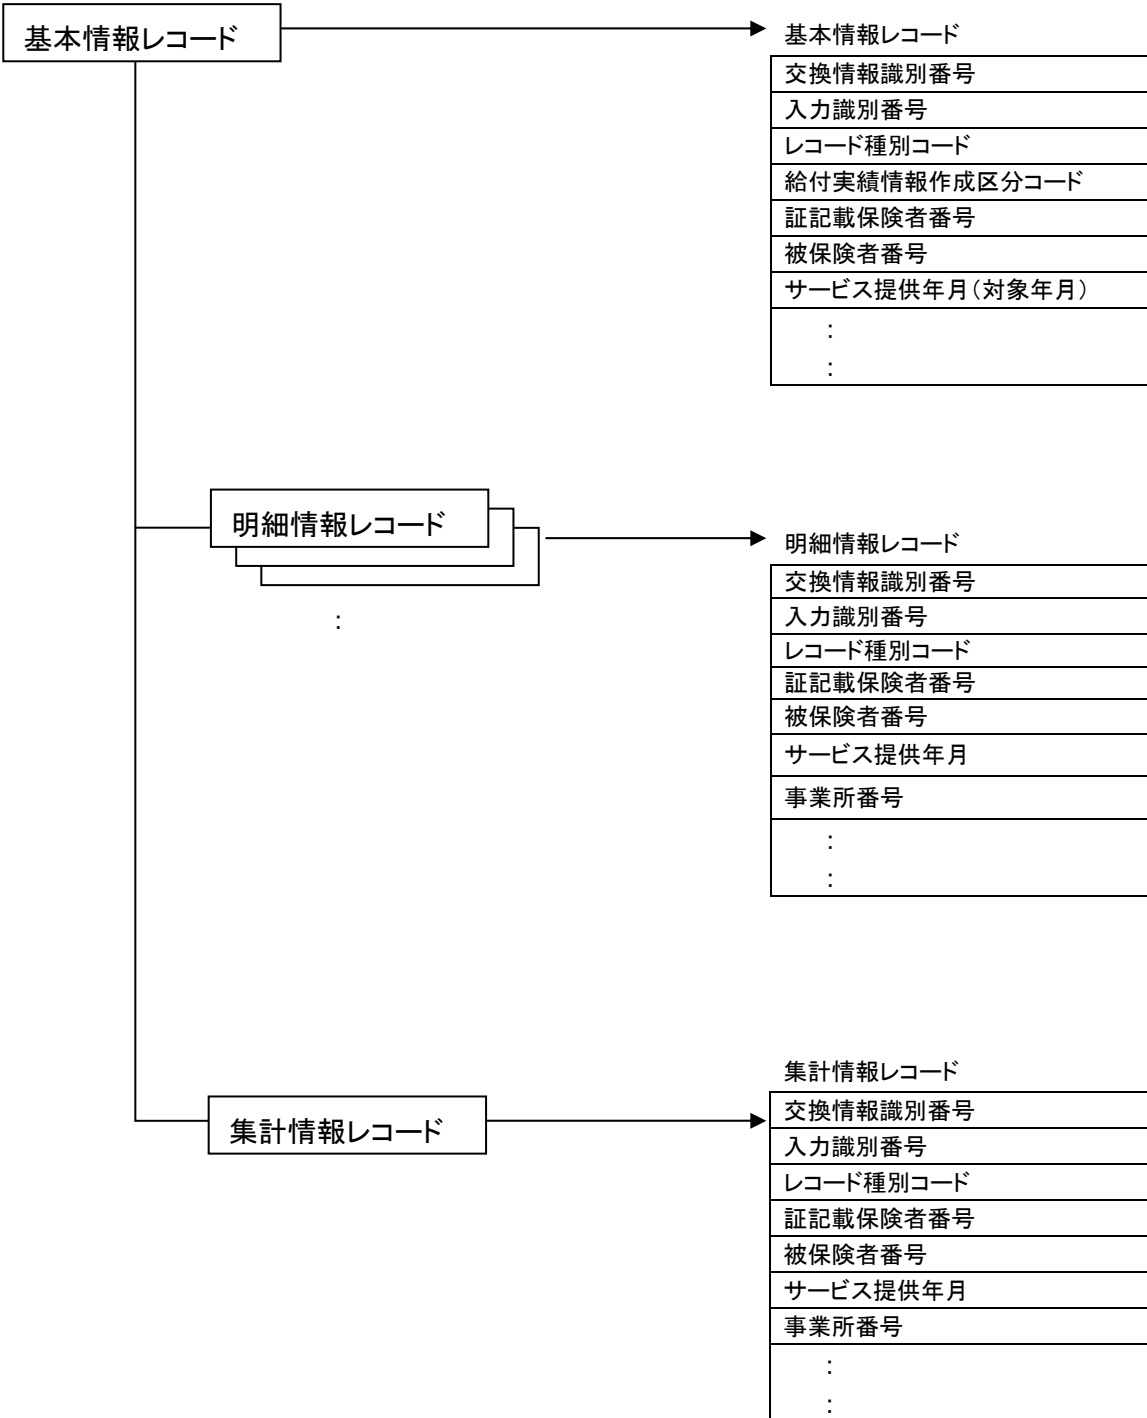 基本情報レコード
基本情報レコード
交換情報識別番号
入力識別番号
レコード種別コード
給付実績情報作成区分コード
証記載保険者番号
被保険者番号
サービス提供年月（対象年月）
：
：
明細情報レコード
：
明細情報レコード
交換情報識別番号
入力識別番号
レコード種別コード
証記載保険者番号
被保険者番号
サービス提供年月
事業所番号
：
：
集計情報レコード
集計情報レコード
交換情報識別番号
入力識別番号
レコード種別コード
証記載保険者番号
被保険者番号
サービス提供年月
事業所番号
：
：